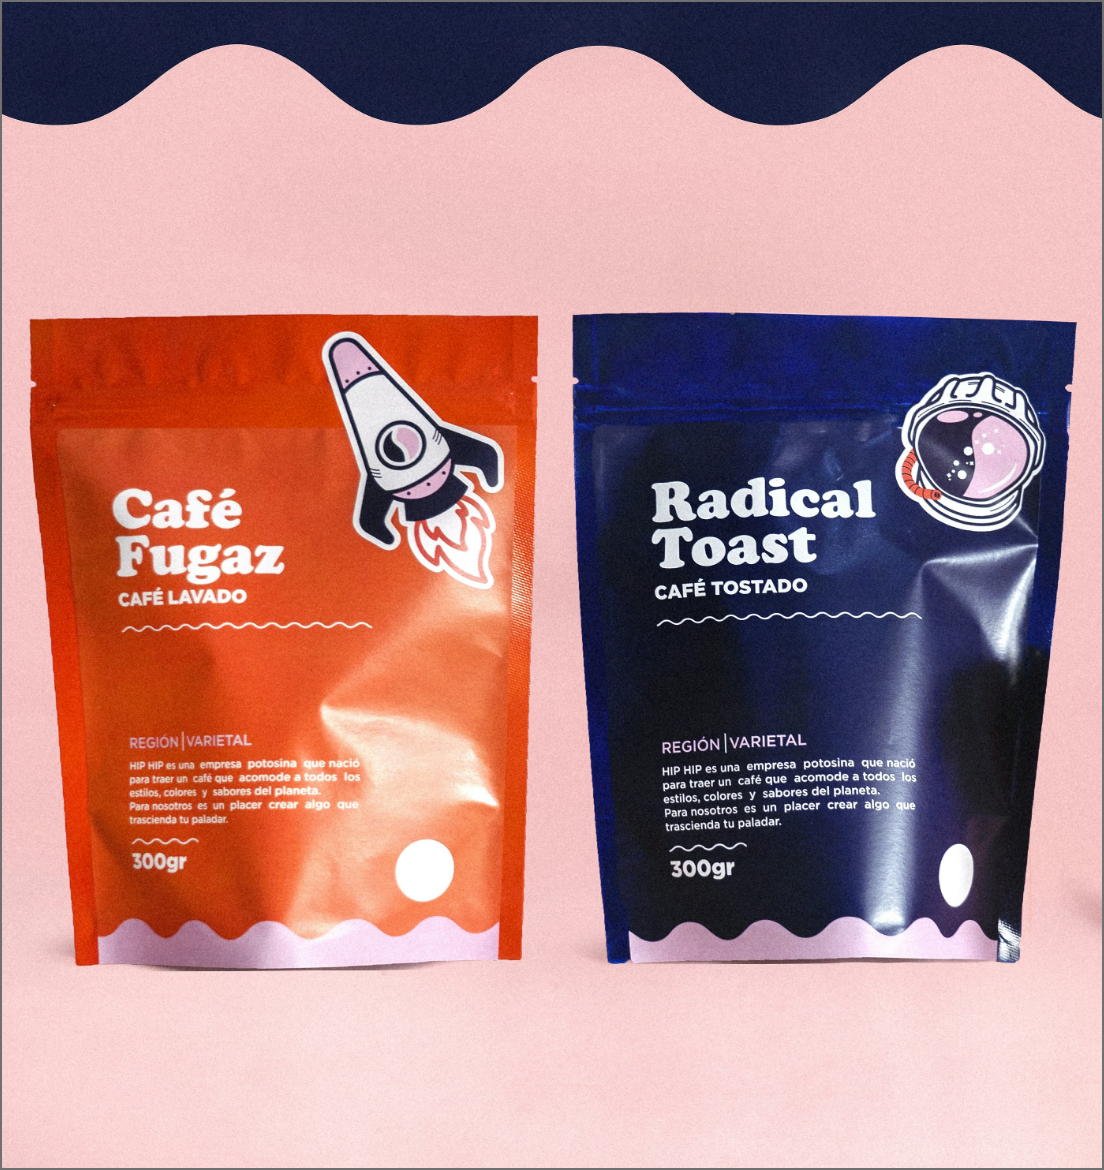 Café
Fugaz
CAFÉ LAVADO
REGIÓN|VARIETAL
HIP HIP es una empresa potosina que nació
para traer un café que acomode a todos los
estilos, colores y sabores del planeta.
Para nosotros es un placer crear algo que
trascienda tu paladar.
300gr
Radical
Toast
CAFÉ TOSTADO
REGIÓN|VARIETAL
HIP HIP es una empresa potosina que nació
para traer un café que acomode a todos los
estilos, colores y sabores del planeta.
Para nosotros es un placer crear algo que
trascienda tu paladar.
300gr